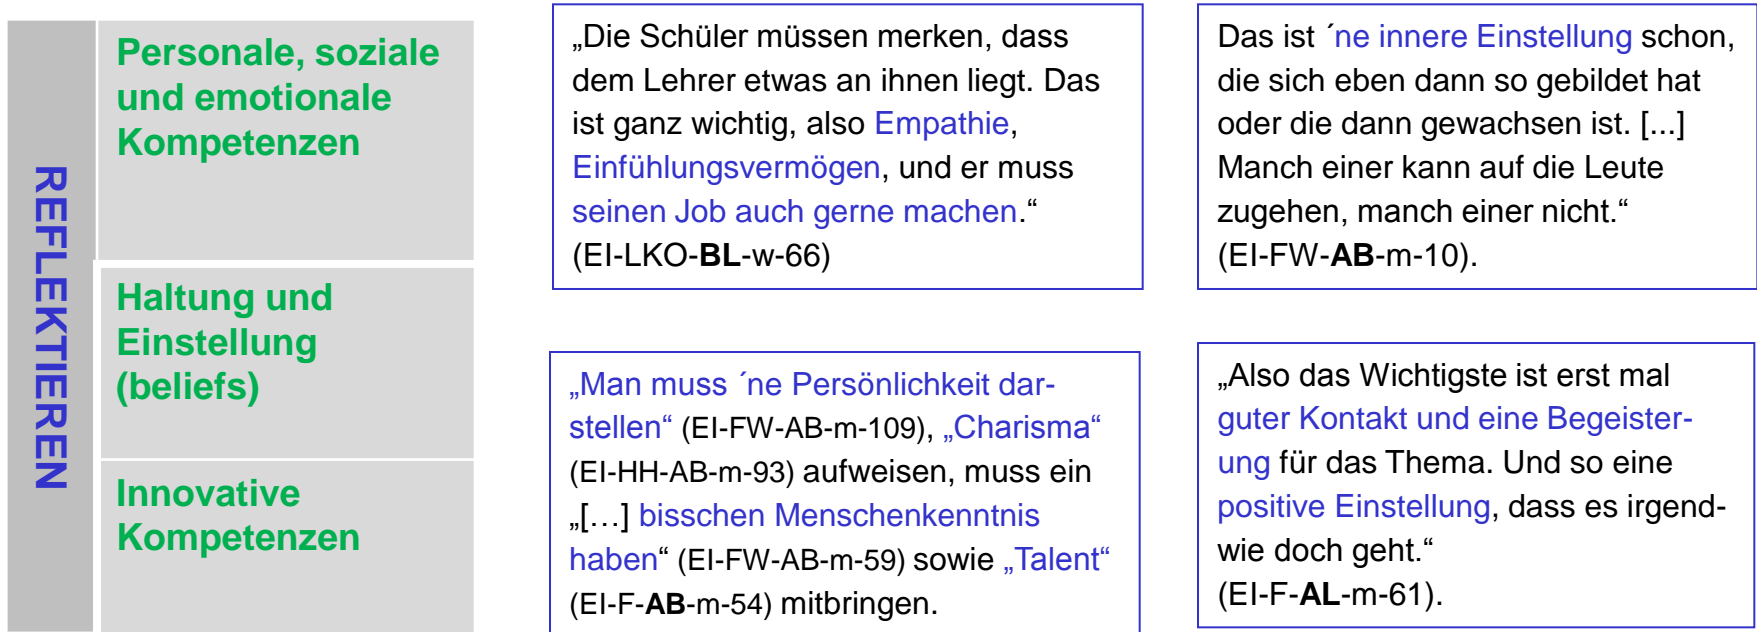 REFLEKTIEREN
Personale, soziale
und emotionale
Kompetenzen
Haltung und
Einstellung
(beliefs)
Innovative
Kompetenzen
„Die Schüler müssen merken, dass
dem Lehrer etwas an ihnen liegt. Das
ist ganz wichtig, also Empathie,
Einfühlungsvermögen, und er muss
seinen Job auch gerne machen.“
(EI-LKO-BL-w-66)
Das ist ´ne innere Einstellung schon,
die sich eben dann so gebildet hat
oder die dann gewachsen ist. [...]
Manch einer kann auf die Leute
zugehen, manch einer nicht.“
(EI-FW-AB-m-10).
„Man muss ´ne Persönlichkeit dar-
stellen“ (EI-FW-AB-m-109), „Charisma“
(EI-HH-AB-m-93) aufweisen, muss ein
„[…] bisschen Menschenkenntnis
haben“ (EI-FW-AB-m-59) sowie „Talent“
(EI-F-AB-m-54) mitbringen.
„Also das Wichtigste ist erst mal
guter Kontakt und eine Begeister-
ung für das Thema. Und so eine
positive Einstellung, dass es irgend-
wie doch geht.“
(EI-F-AL-m-61).